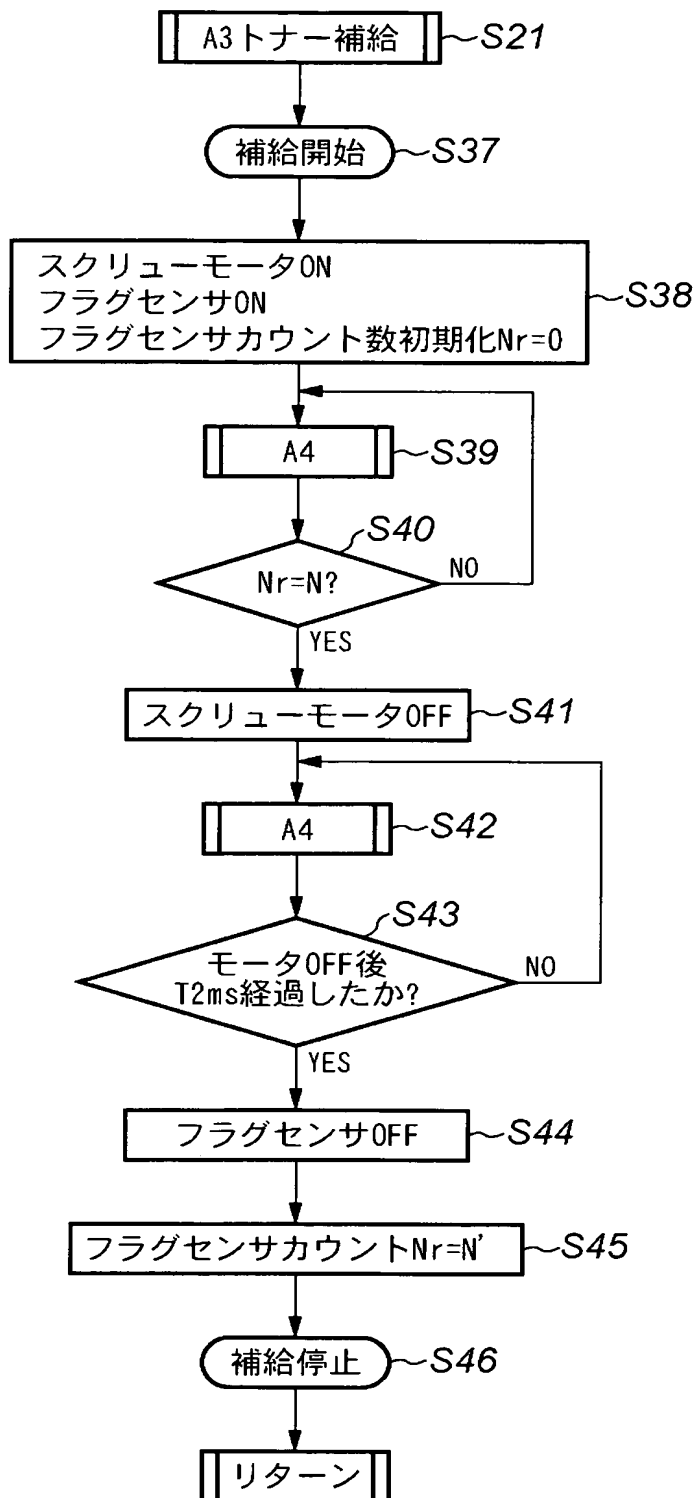 A3トナー補給
S21
補給開始
S37
スクリューモータON
フラグセンサON
フラグセンサカウント数初期化Nr=0
S38
A4
S39
S40
Nr=N?
NO
YES
スクリューモータOFF
S41
A4
S42
S43
モータOFF後
T2ms経過したか?
NO
YES
フラグセンサOFF
S44
フラグセンサカウントNr=N'
S45
補給停止
S46
リターン